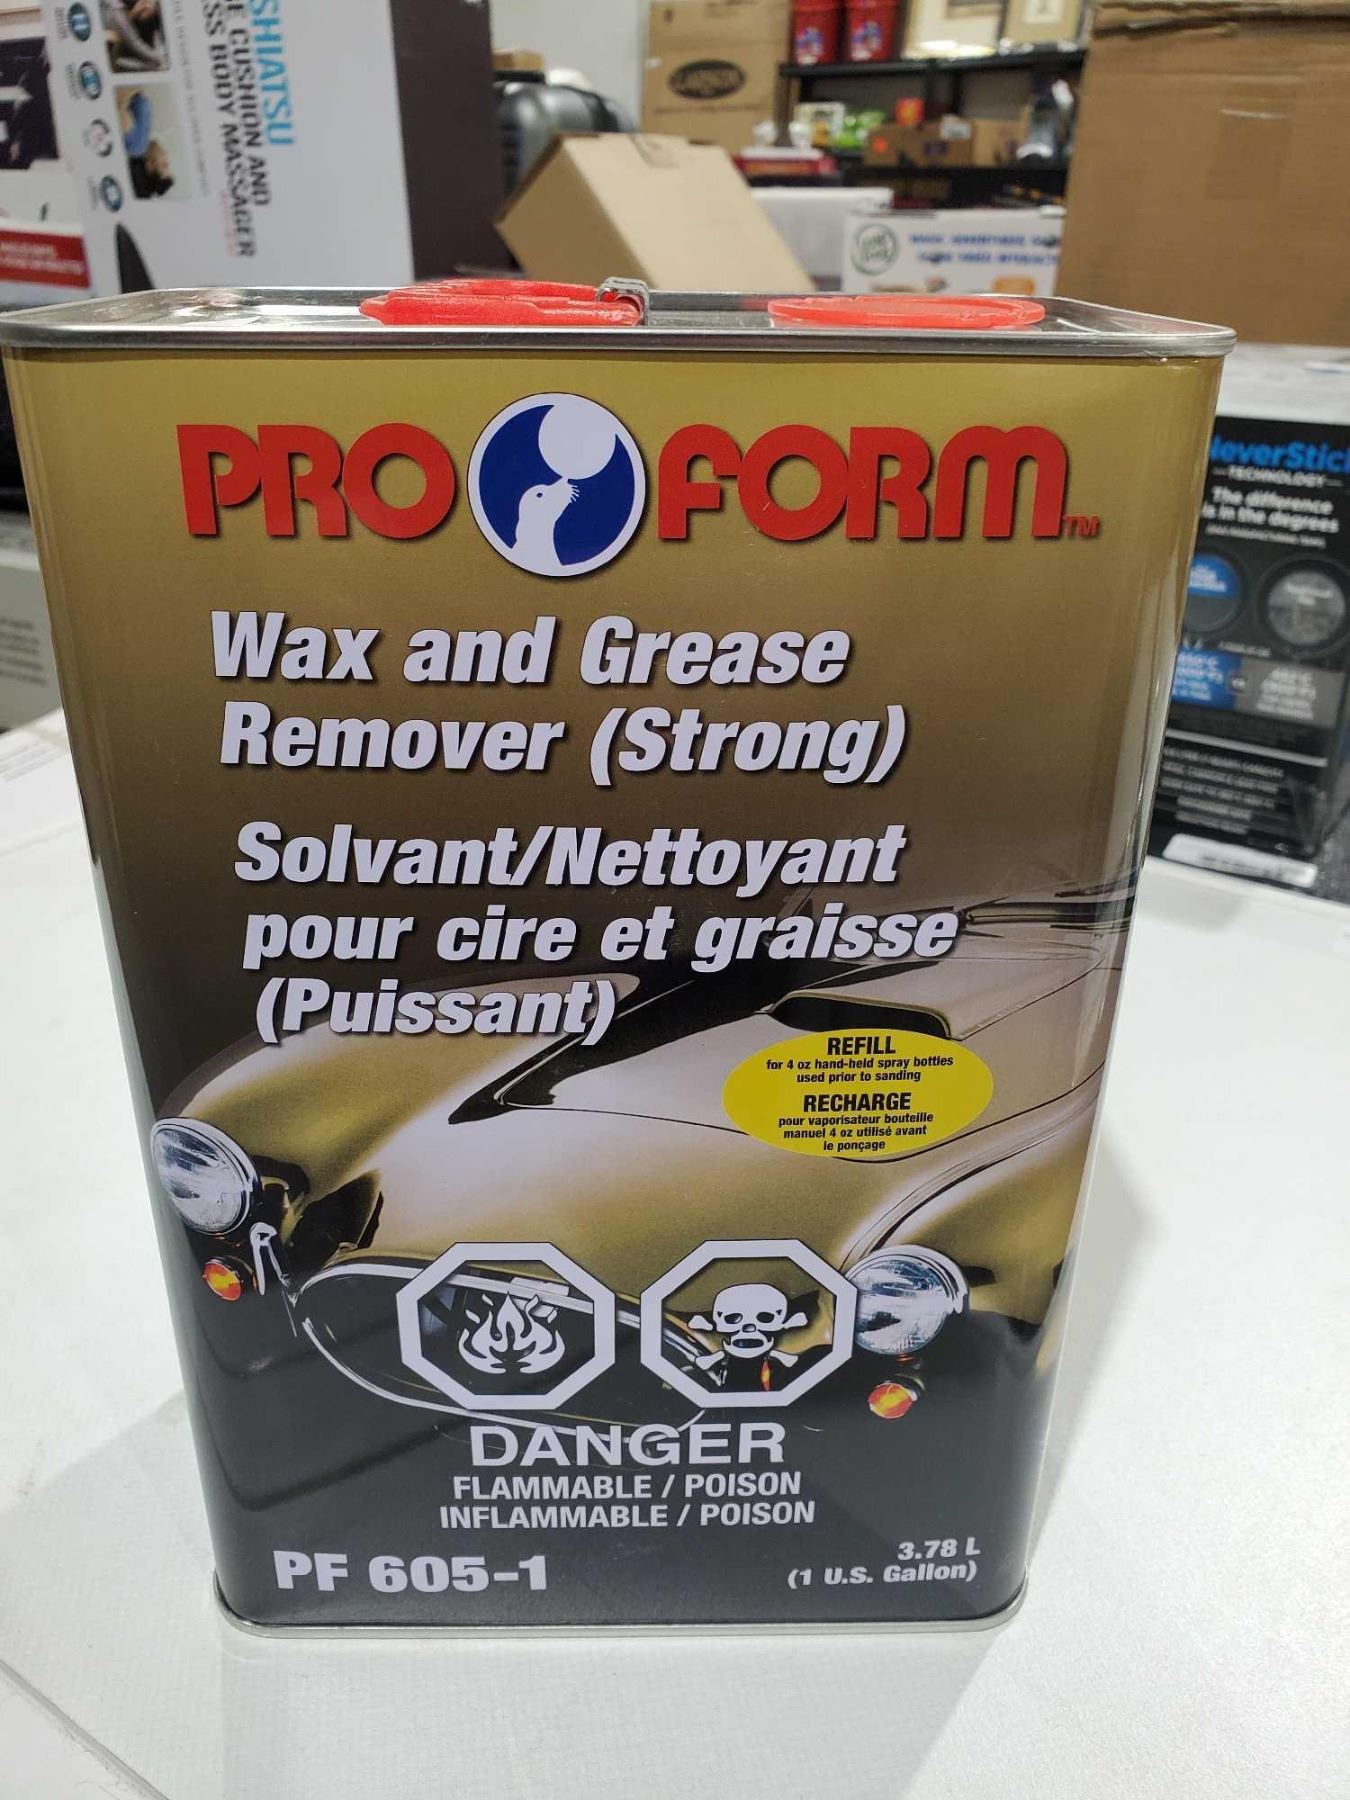 SHIATSU
E CUSHION AND
ESS BODY MASSAGER
PRO FORM TM
Wax and Grease
Remover (Strong)
Solvant/Nettoyant
pour cire et graisse
(Puissant)
REFILL
for 4 oz hand-held spray bottles
used prior to sanding
RECHARGE
pour vaporisateur bouteille
manuel 4 oz utilisé avant
le ponçage
DANGER
FLAMMABLE / POISON
INFLAMMABLE / POISON
PF 605-1
3.78 L
(1 U.S. Gallon)
NeverStick
TECHNOLOGY
The difference
is in the degrees